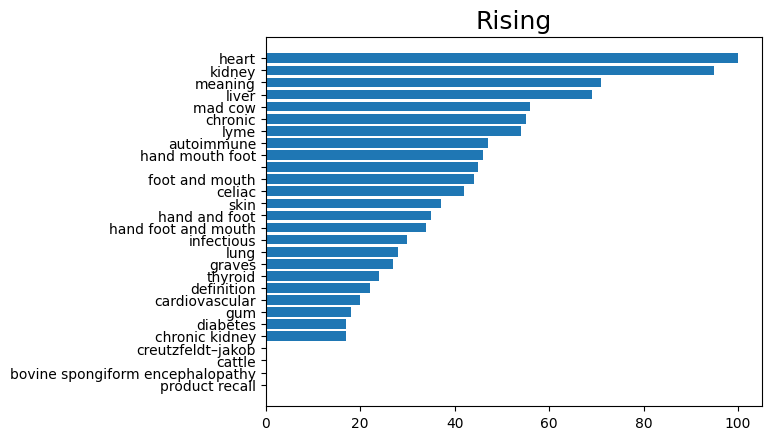 Rising
heart
kidney
meaning
liver
mad cow
chronic
lyme
autoimmune
hand mouth foot
foot and mouth
celiac
skin
hand and foot
hand foot and mouth
infectious
lung
graves
thyroid
definition
cardiovascular
gum
diabetes
chronic kidney
creutzfeldt–jakob
cattle
bovine spongiform encephalopathy
product recall
0 20 40 60 80 100